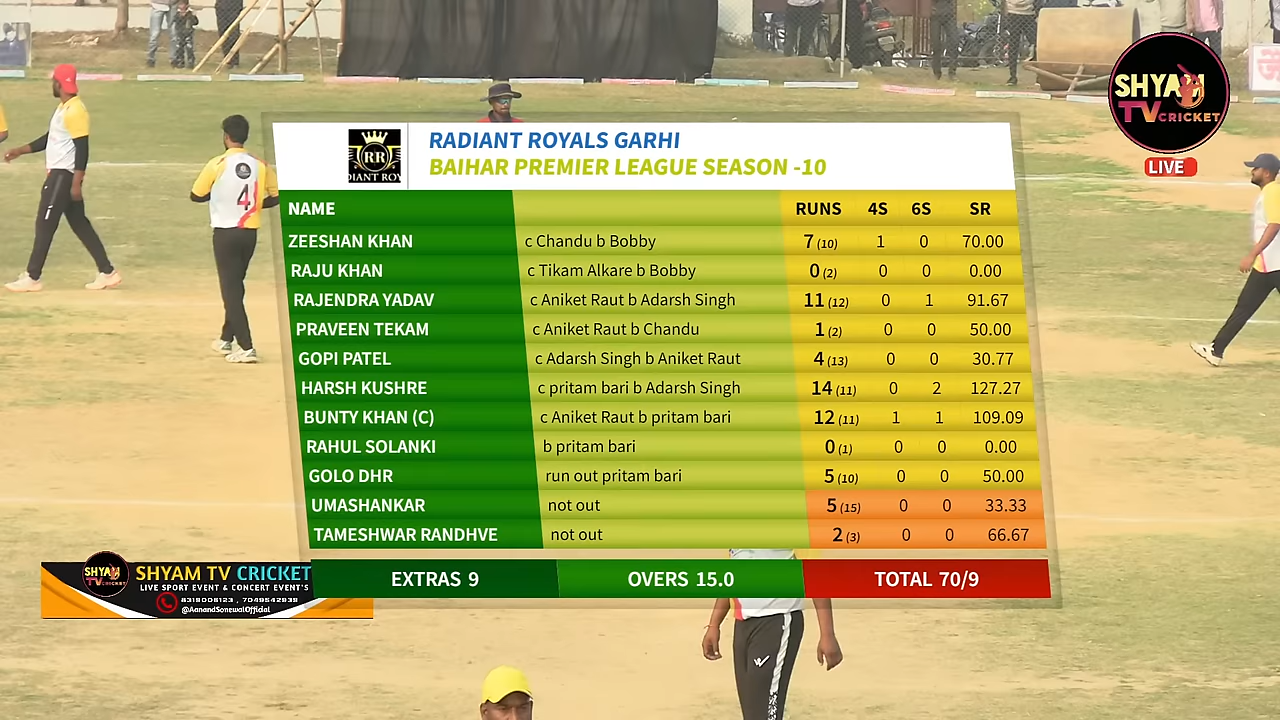 SHYAM
TV CRICKET
LIVE
RR
DIANT ROY
RADIANT ROYALS GARHI
BAIHAR PREMIER LEAGUE SEASON -10
NAME RUNS 4S 6S SR
ZEESHAN KHAN c Chandu b Bobby 7 (10) 1 0 70.00
RAJU KHAN c Tikam Alkare b Bobby 0 (2) 0 0 0.00
RAJENDRA YADAV c Aniket Raut b Adarsh Singh 11 (12) 0 1 91.67
PRAVEEN TEKAM c Aniket Raut b Chandu 1 (2) 0 0 50.00
GOPI PATEL c Adarsh Singh b Aniket Raut 4 (13) 0 0 30.77
HARSH KUSHRE c pritam bari b Adarsh Singh 14 (11) 0 2 127.27
BUNTY KHAN (C) c Aniket Raut b pritam bari 12 (11) 1 1 109.09
RAHUL SOLANKI b pritam bari 0 (1) 0 0 0.00
GOLO DHR run out pritam bari 5 (10) 0 0 50.00
UMASHANKAR not out 5 (15) 0 0 33.33
TAMESHWAR RANDHVE not out 2 (3) 0 0 66.67
EXTRAS 9 OVERS 15.0 TOTAL 70/9
SHYAM
TV CRICKET
SHYAM TV CRICKET
LIVE SPORT EVENT & CONCERT EVENT'S
@AanandSonewalOfficial
4